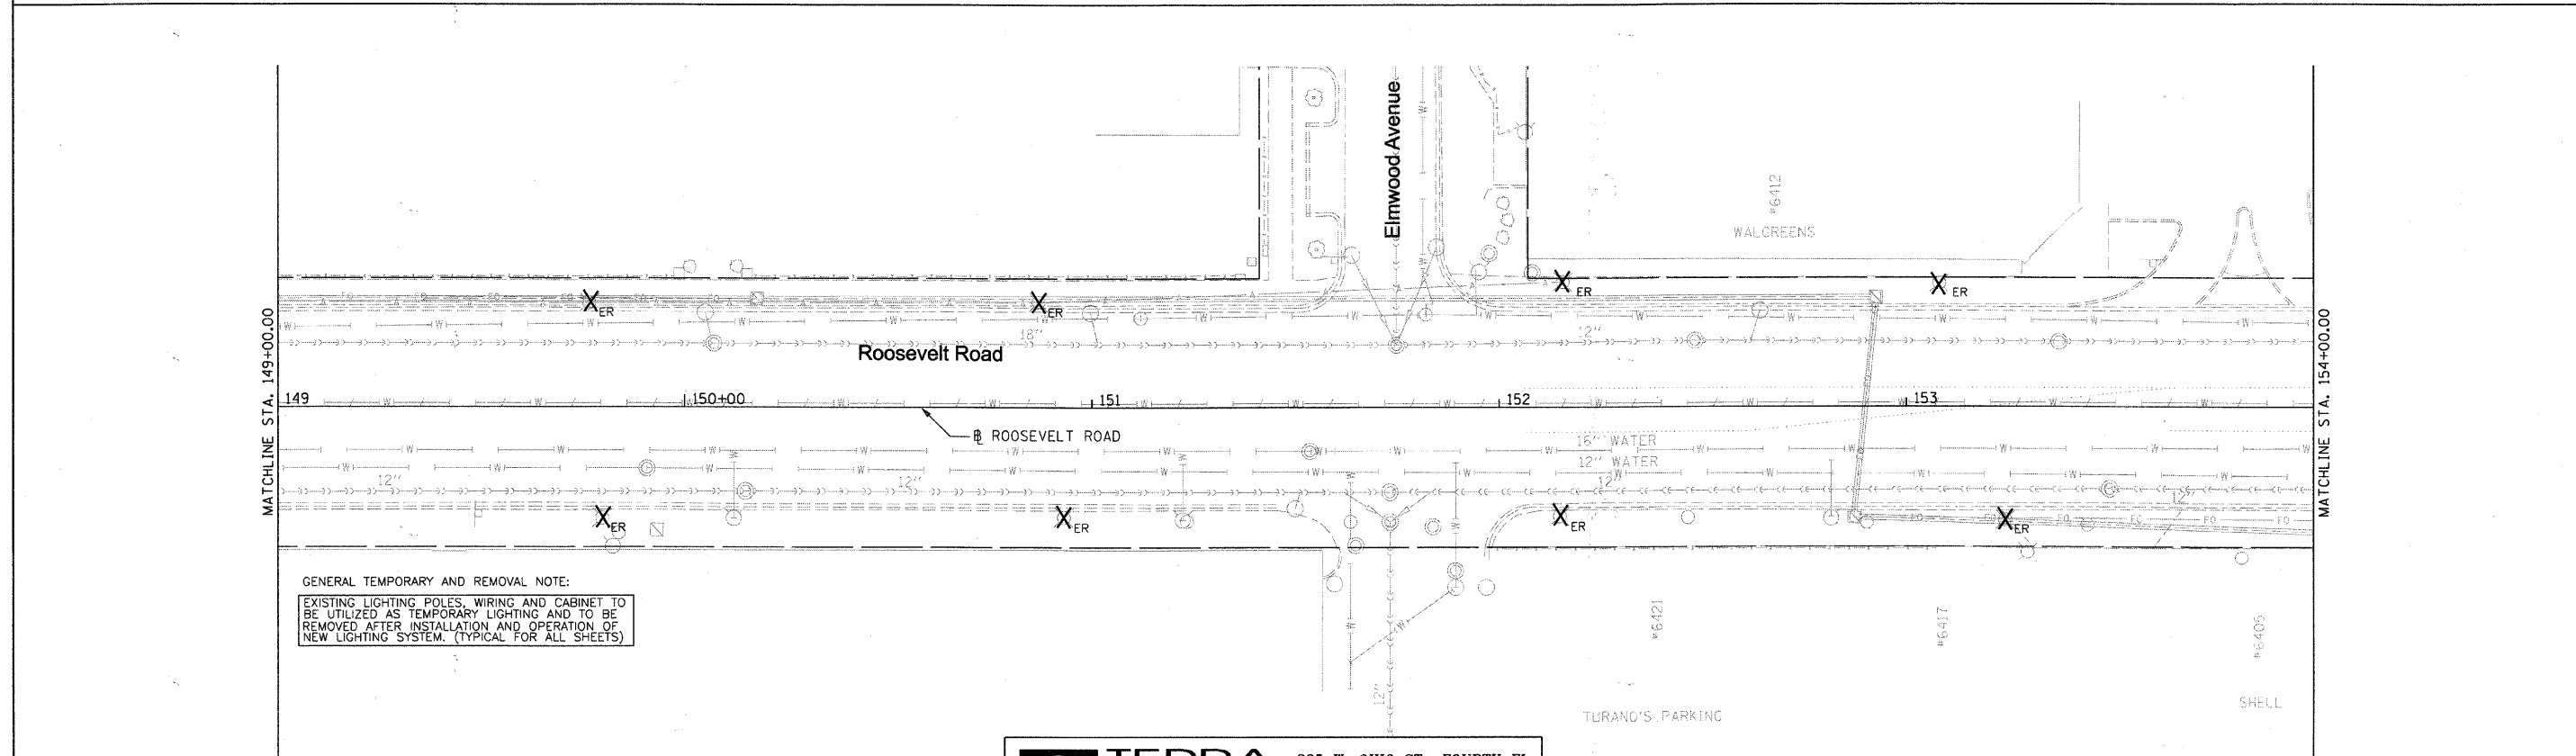 Elmwood Avenue
#6412
WALGREENS
ER
ER
ER
ER
18"
12"
Roosevelt Road
MATCHLINE STA. 149+00.00
MATCHLINE STA. 154+00.00
149
150+00
151
152
153
℄ ROOSEVELT ROAD
16" WATER
12" WATER
12"
12"
12"
12"
ER
ER
ER
ER
GENERAL TEMPORARY AND REMOVAL NOTE:
EXISTING LIGHTING POLES, WIRING AND CABINET TO
BE UTILIZED AS TEMPORARY LIGHTING AND TO BE
REMOVED AFTER INSTALLATION AND OPERATION OF
NEW LIGHTING SYSTEM. (TYPICAL FOR ALL SHEETS)
#6421
#6417
#6405
12"
TURANO'S PARKING
SHELL
TERRA